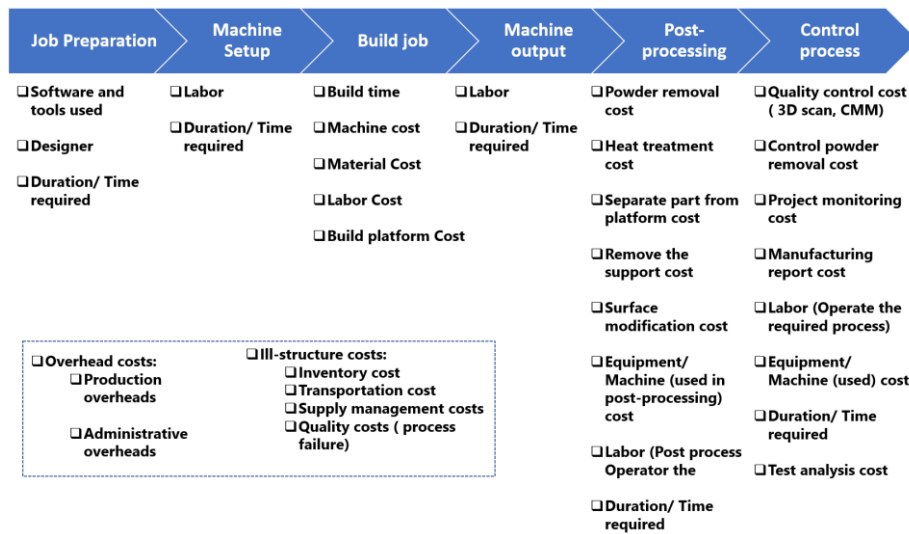 Job Preparation
Machine
Setup
Build job
Machine
output
Post-
processing
Control
process
❑Software and
tools used
❑Designer
❑Duration/ Time
required
❑Labor
❑Duration/ Time
required
❑Build time
❑Machine cost
❑Material Cost
❑Labor Cost
❑Build platform Cost
❑Labor
❑Duration/ Time
required
❑Powder removal
cost
❑Heat treatment
cost
❑Separate part from
platform cost
❑Remove the
support cost
❑Surface
modification cost
❑Equipment/
Machine (used in
post-processing)
cost
❑Labor (Post process
Operator the
❑Duration/ Time
required
❑Quality control cost
( 3D scan, CMM)
❑Control powder
removal cost
❑Project monitoring
cost
❑Manufacturing
report cost
❑Labor (Operate the
required process)
❑Equipment/
Machine (used) cost
❑Duration/ Time
required
❑Test analysis cost
❑Overhead costs:
❑Production
overheads
❑Administrative
overheads
❑Ill-structure costs:
❑Inventory cost
❑Transportation cost
❑Supply management costs
❑Quality costs ( process
failure)